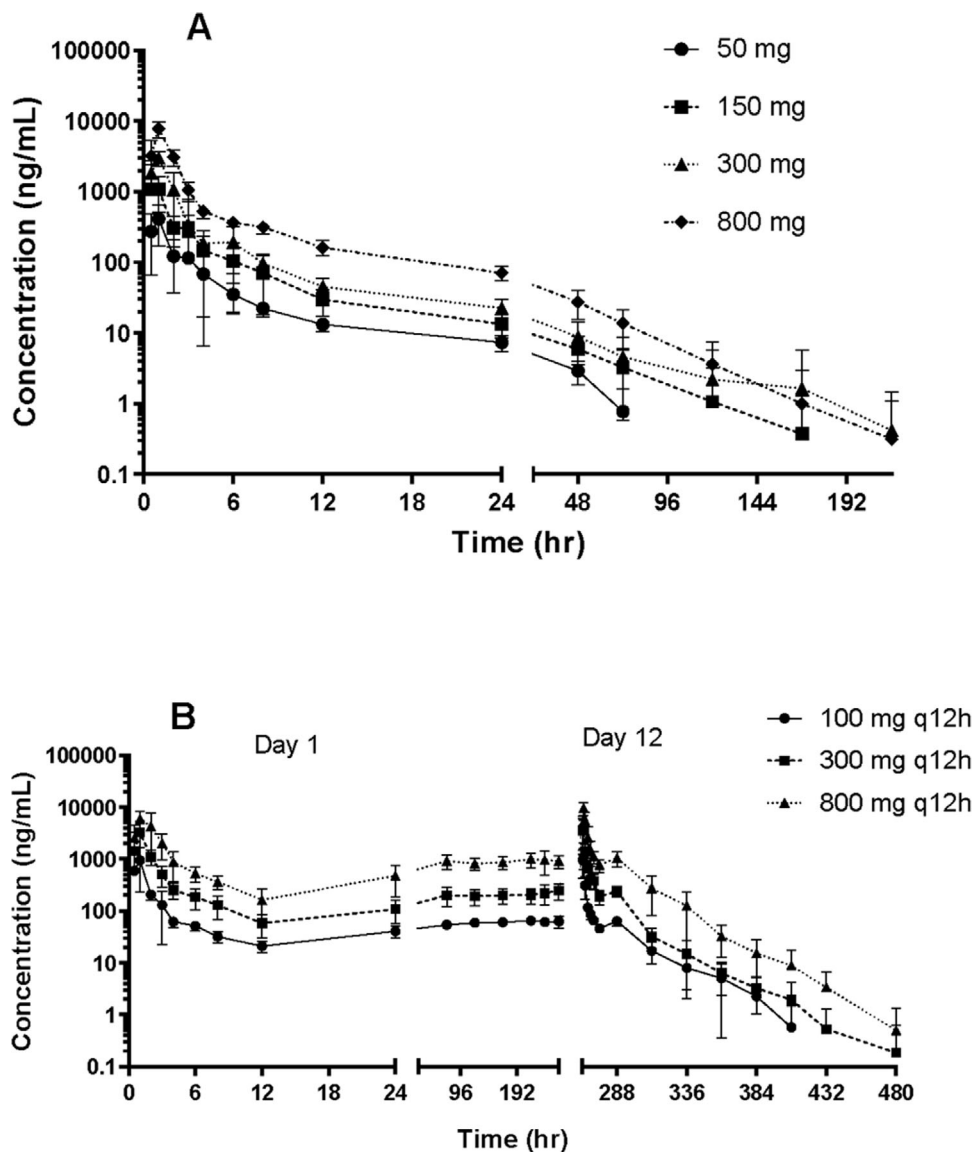 A
50 mg
150 mg
300 mg
800 mg
Concentration (ng/mL)
100000
10000
1000
100
10
1
0.1
0 6 12 18 24 48 96 144 192
Time (hr)
B
Day 1
Day 12
100 mg q12h
300 mg q12h
800 mg q12h
Concentration (ng/mL)
100000
10000
1000
100
10
1
0.1
0 6 12 24 96 192 288 336 384 432 480
Time (hr)